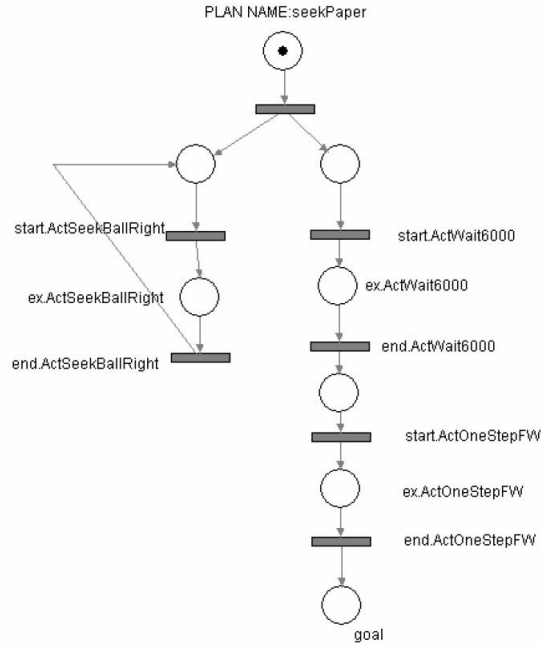 PLAN NAME:seekPaper
start.ActSeekBallRight
start.ActWait6000
ex.ActSeekBallRight
ex.ActWait6000
end.ActSeekBallRight
end.ActWait6000
start.ActOneStepFW
ex.ActOneStepFW
end.ActOneStepFW
goal